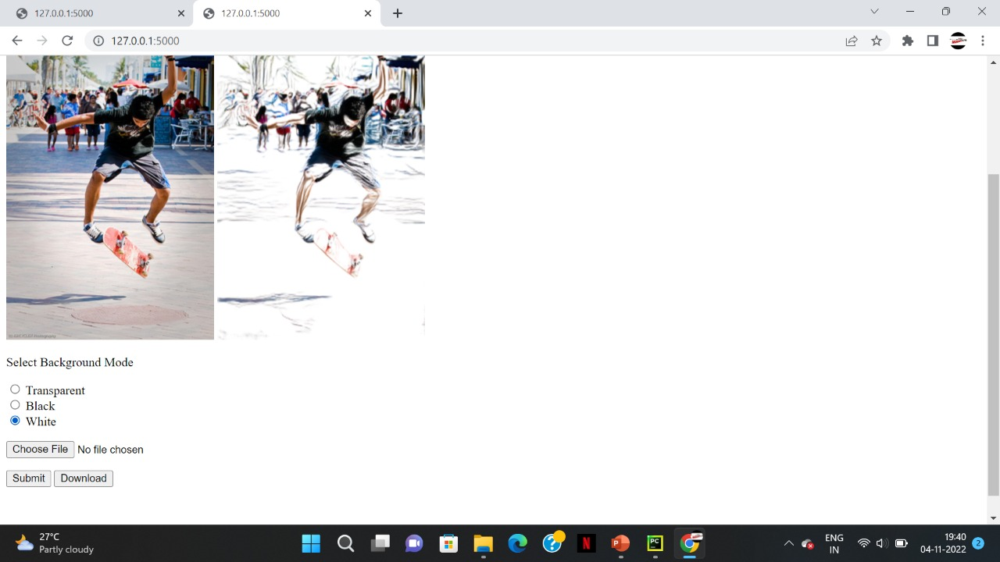 127.0.0.1:5000
127.0.0.1:5000
127.0.0.1:5000
Select Background Mode
Transparent
Black
White
Choose File No file chosen
Submit Download
27°C
Partly cloudy
ENG
IN
19:40
04-11-2022
2